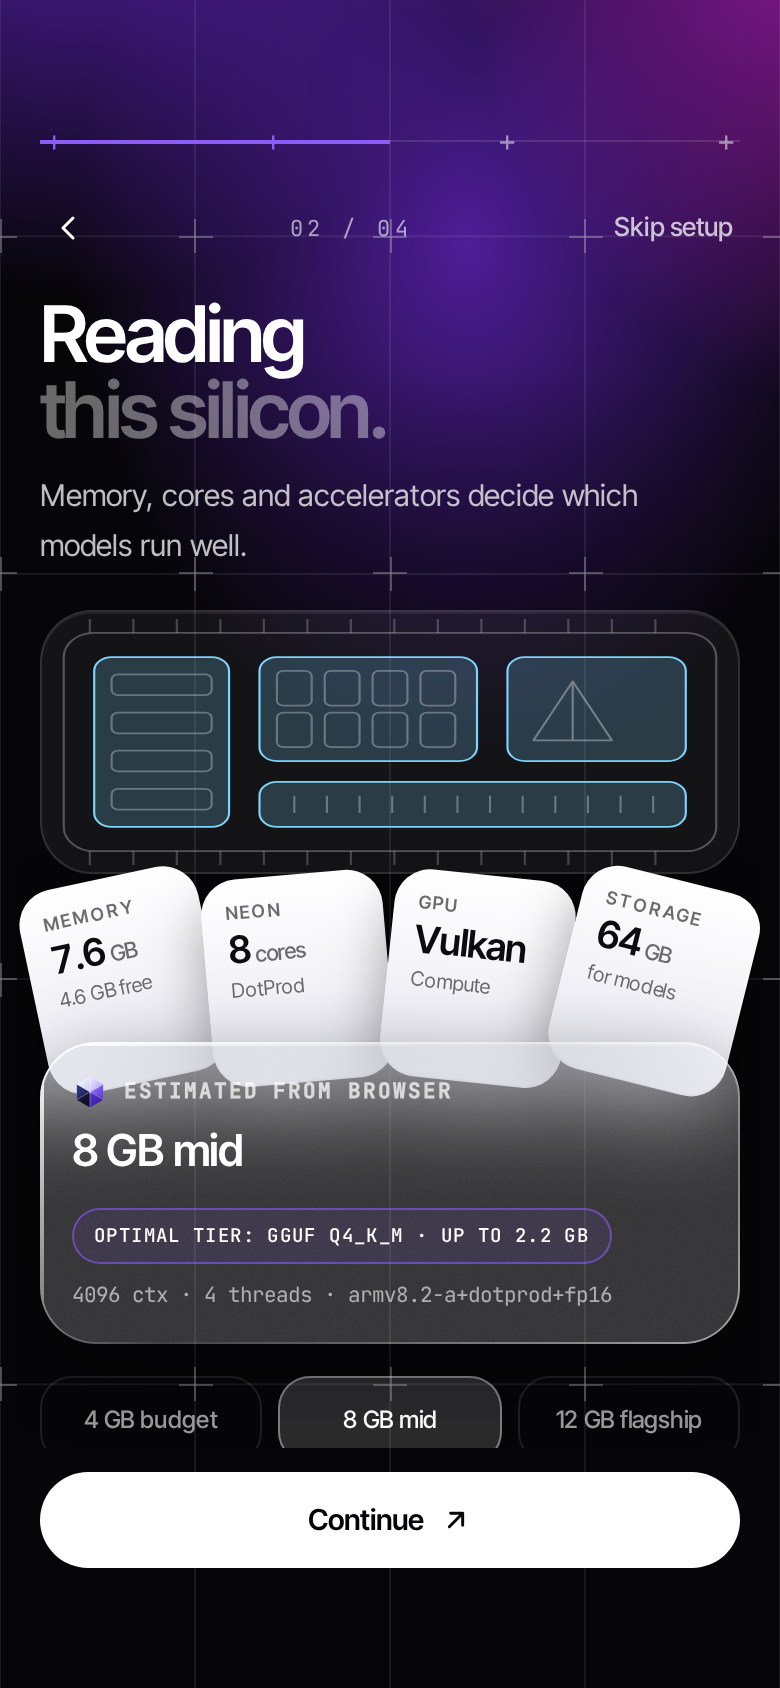 02 / 04
Skip setup
Reading
this silicon.
Memory, cores and accelerators decide which
models run well.
MEMORY
7.6 GB
4.6 GB free
NEON
8 cores
DotProd
GPU
Vulkan
Compute
STORAGE
64 GB
for models
ESTIMATED FROM BROWSER
8 GB mid
OPTIMAL TIER: GGUF Q4_K_M · UP TO 2.2 GB
4096 ctx · 4 threads · armv8.2-a+dotprod+fp16
4 GB budget
8 GB mid
12 GB flagship
Continue